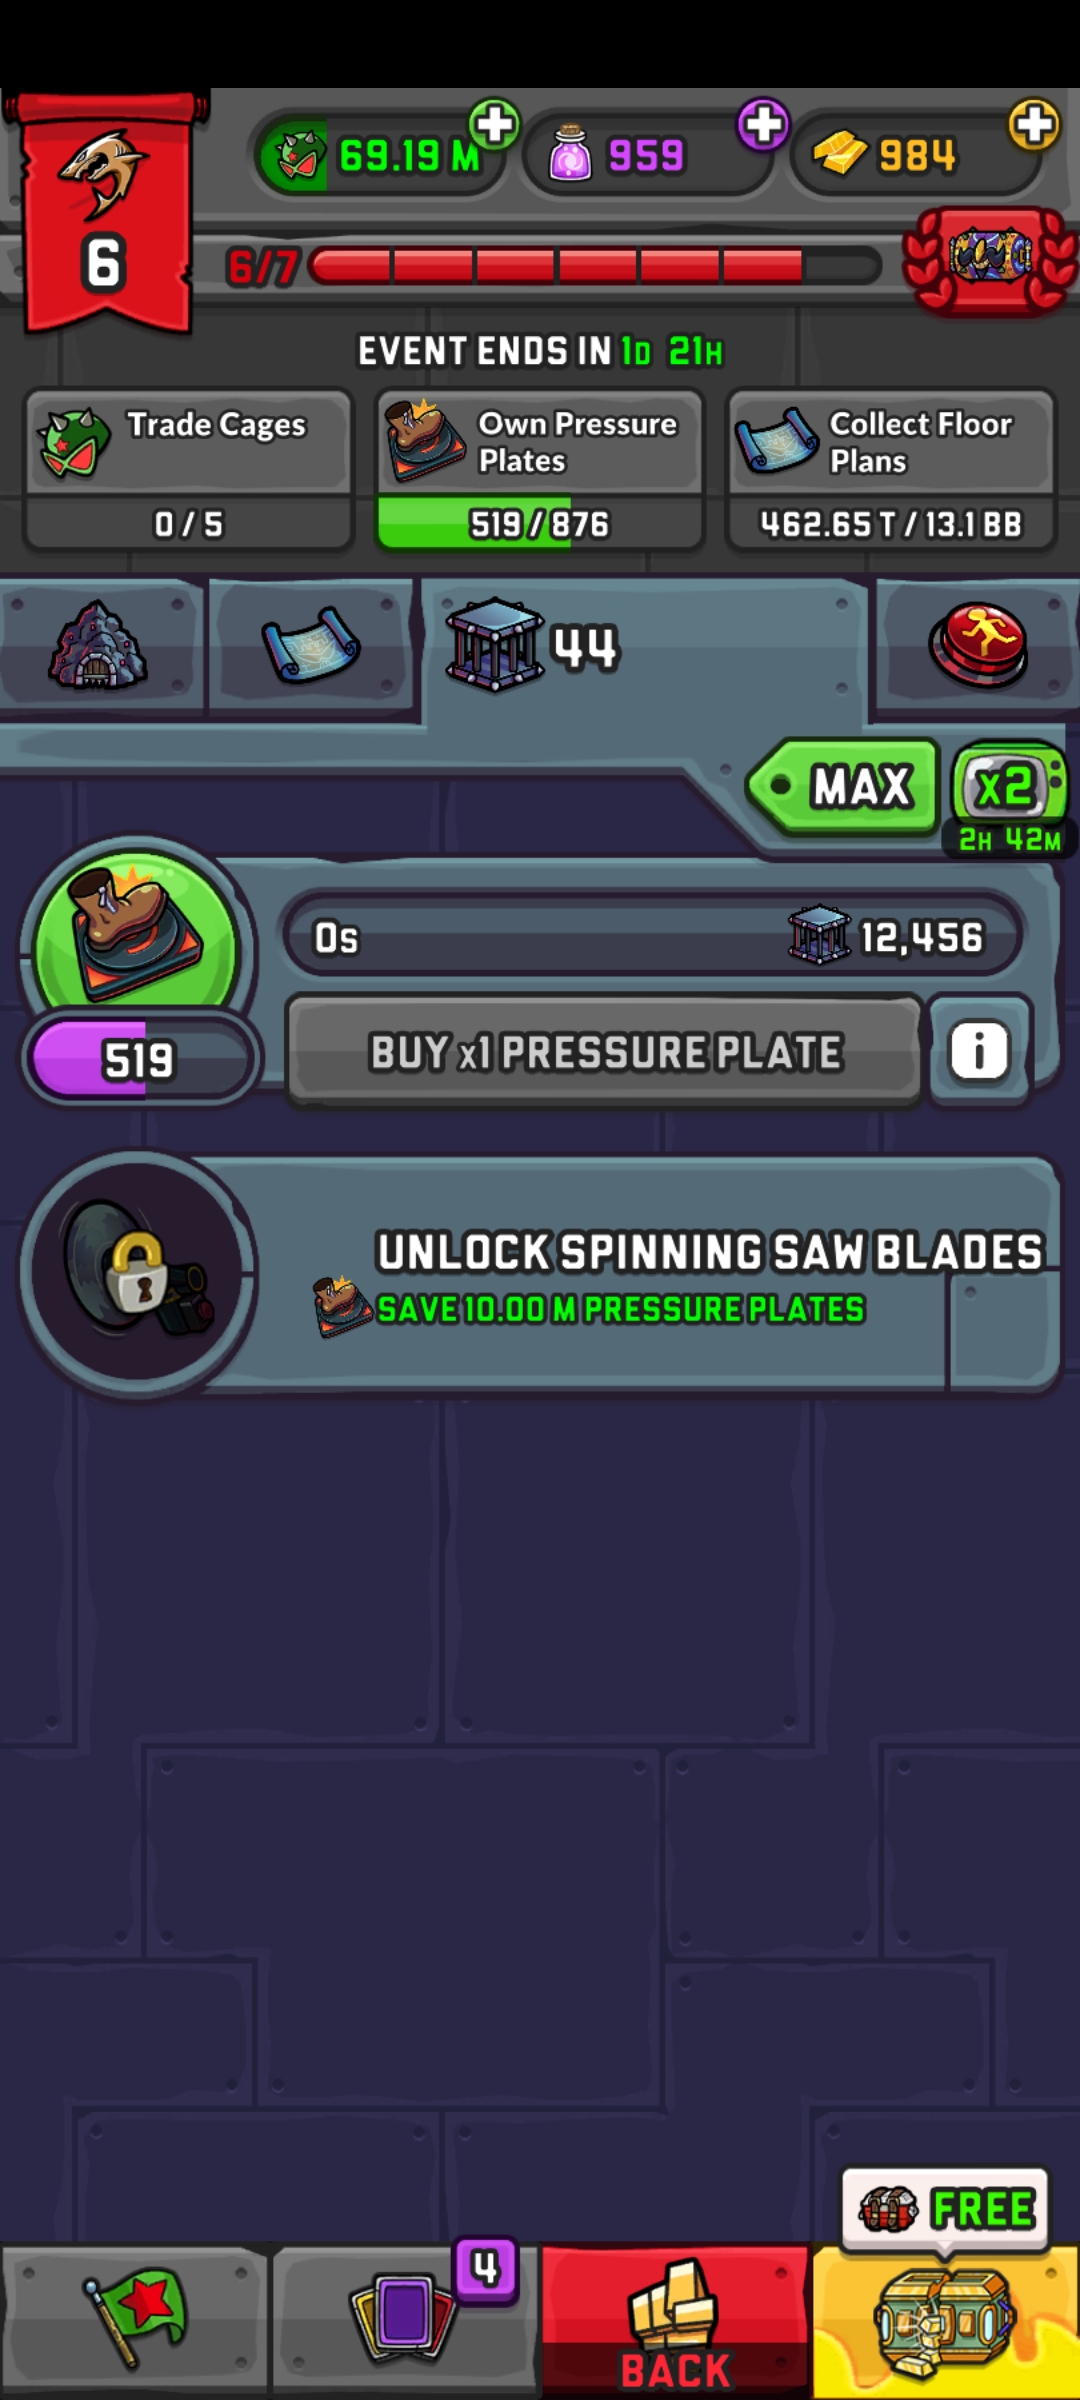 69.19 M
959
984
6
6/7
EVENT ENDS IN 1D 21H
Trade Cages
0 / 5
Own Pressure
Plates
519 / 876
Collect Floor
Plans
462.65 T / 13.1 BB
44
MAX
x2
2H 42M
0s
12,456
519
BUY x1 PRESSURE PLATE
i
UNLOCK SPINNING SAW BLADES
SAVE 10.00 M PRESSURE PLATES
FREE
4
BACK